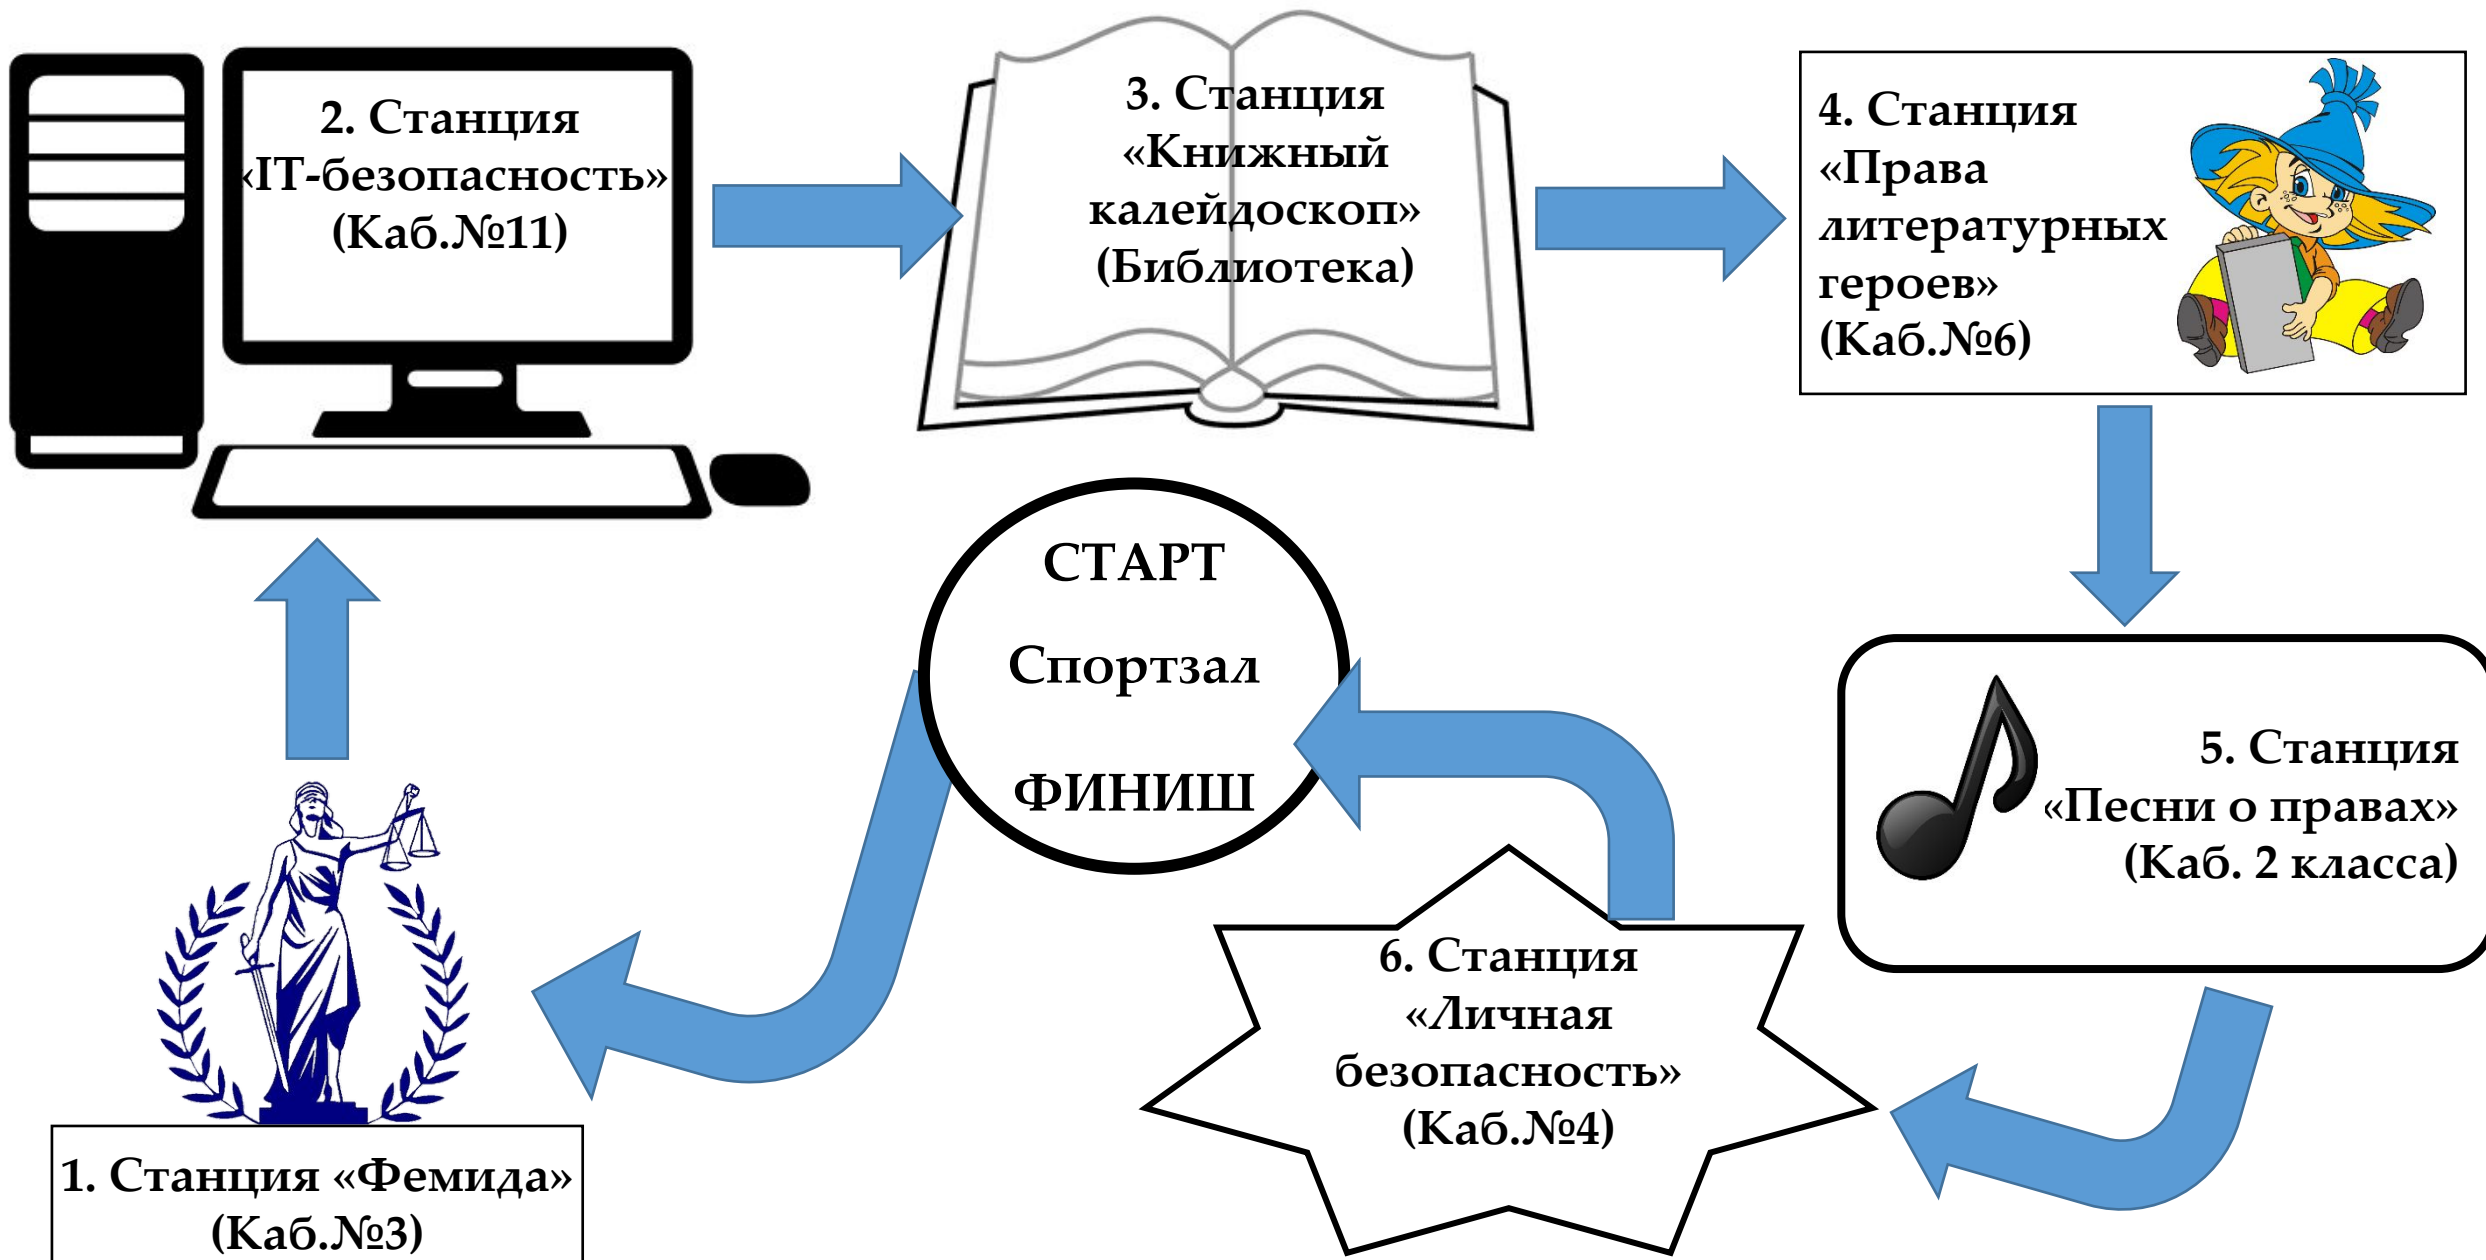 2. Станция
«IT-безопасность»
(Каб.№11)
3. Станция
«Книжный
калейдоскоп»
(Библиотека)
4. Станция
«Права
литературных
героев»
(Каб.№6)
СТАРТ
Спортзал
ФИНИШ
5. Станция
«Песни о правах»
(Каб. 2 класса)
6. Станция
«Личная
безопасность»
(Каб.№4)
1. Станция «Фемида»
(Каб.№3)